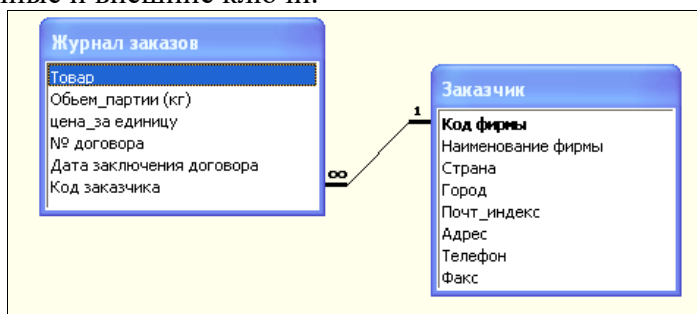 внешние ключи.
Журнал заказов
Товар
Обьем_партии (кг)
цена_за единицу
№ договора
Дата заключения договора
Код заказчика
∞
1
Заказчик
Код фирмы
Наименование фирмы
Страна
Город
Почт_индекс
Адрес
Телефон
Факс